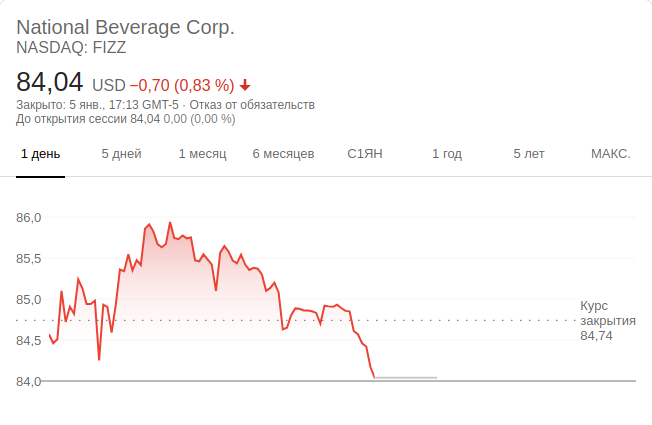 National Beverage Corp.
NASDAQ: FIZZ
84,04 USD −0,70 (0,83 %)
Закрыто: 5 янв., 17:13 GMT-5 · Отказ от обязательств
До открытия сессии 84,04 0,00 (0,00 %)
1 день 5 дней 1 месяц 6 месяцев С1ЯН 1 год 5 лет МАКС.
86,0
85,5
85,0
Курс
закрытия
84,74
84,5
84,0